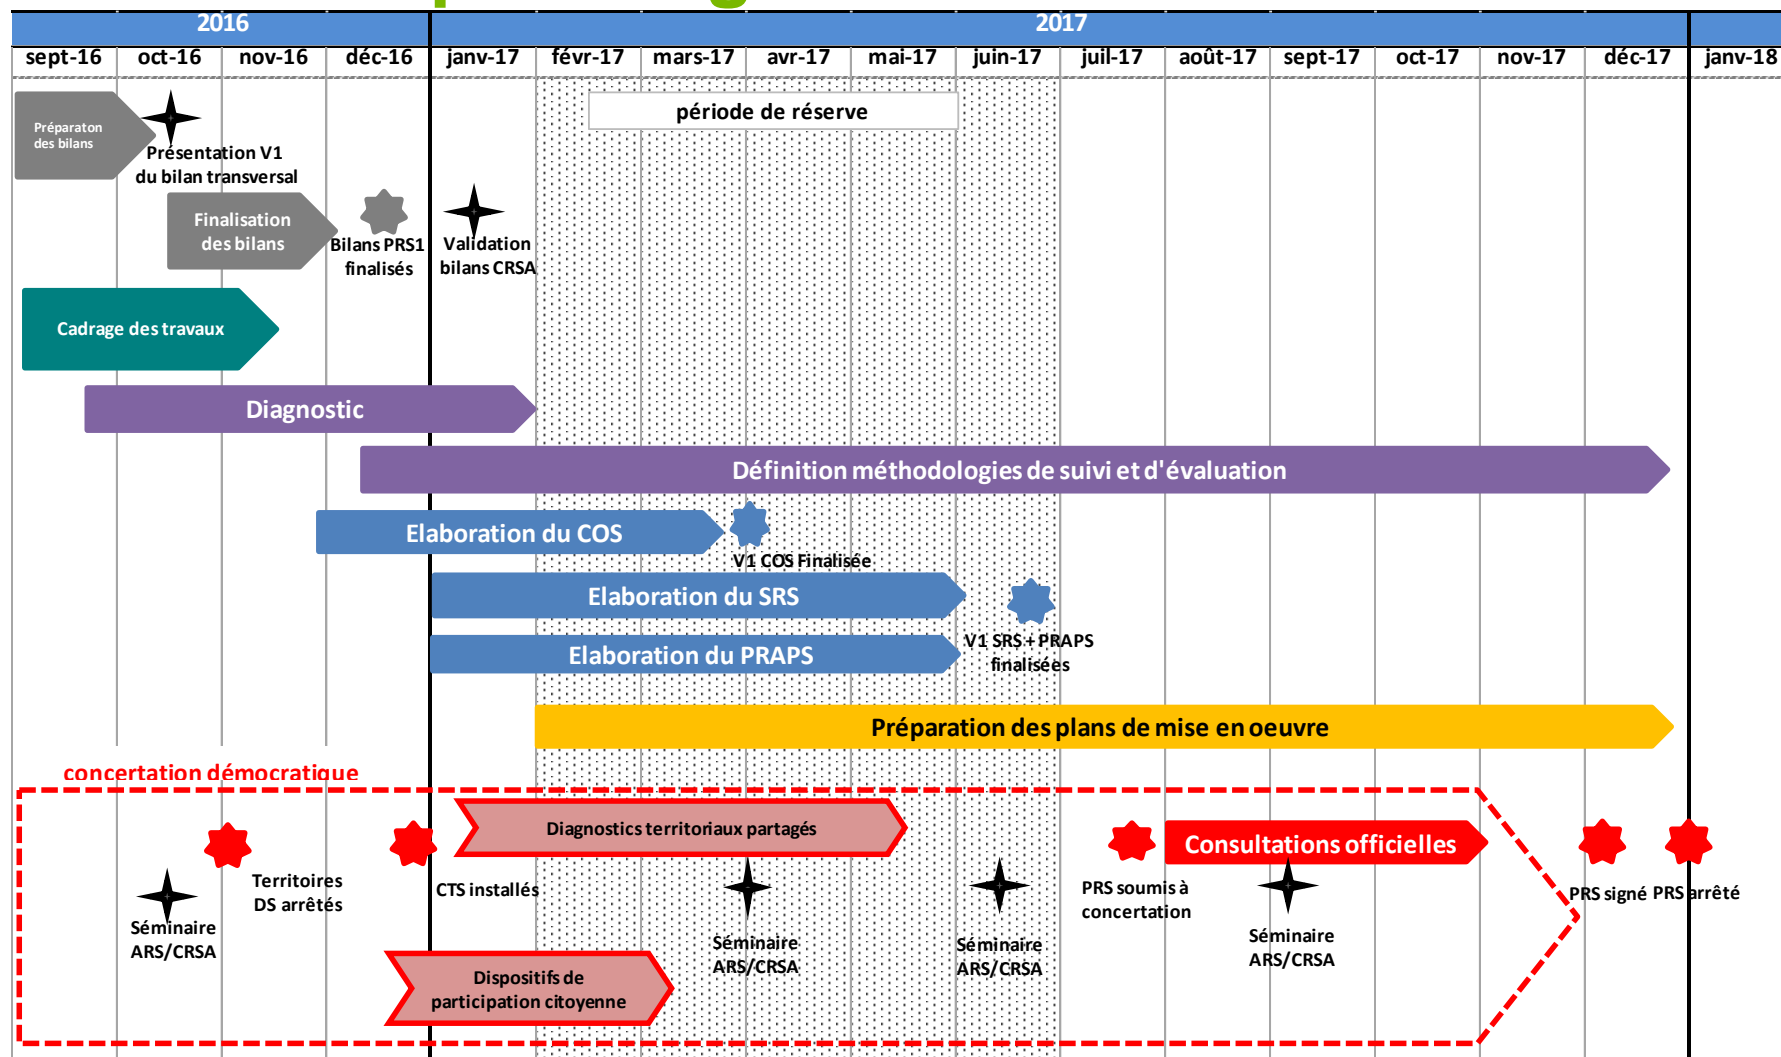 2016
2017
sept-16
oct-16
nov-16
déc-16
janv-17
févr-17
mars-17
avr-17
mai-17
juin-17
juil-17
août-17
sept-17
oct-17
nov-17
déc-17
janv-18
période de réserve
Préparaton
des bilans
Présentation V1
du bilan transversal
Finalisation
des bilans
Bilans PRS1
finalisés
Validation
bilans CRSA
Cadrage des travaux
Diagnostic
Définition méthodologies de suivi et d'évaluation
Elaboration du COS
V1 COS Finalisée
Elaboration du SRS
V1 SRS + PRAPS
finalisées
Elaboration du PRAPS
Préparation des plans de mise en oeuvre
concertation démocratique
Diagnostics territoriaux partagés
Consultations officielles
Territoires
DS arrêtés
CTS installés
PRS soumis à
concertation
PRS signé
PRS arrêté
Séminaire
ARS/CRSA
Séminaire
ARS/CRSA
Séminaire
ARS/CRSA
Séminaire
ARS/CRSA
Dispositifs de
participation citoyenne